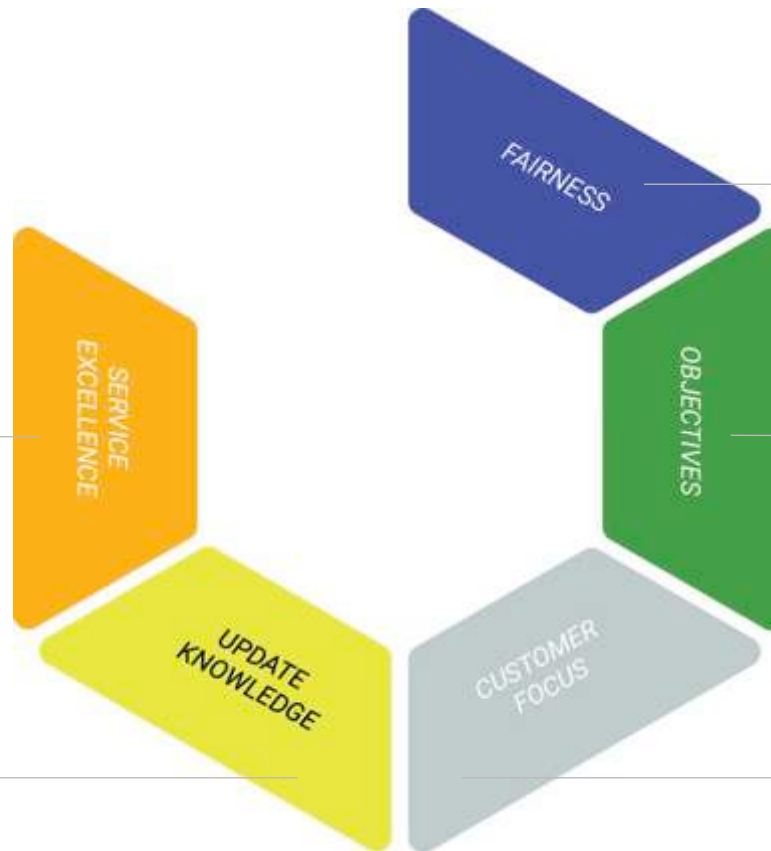 FAIRNESS
OBJECTIVES
CUSTOMER
FOCUS
UPDATE
KNOWLEDGE
SERVICE
EXCELLENCE